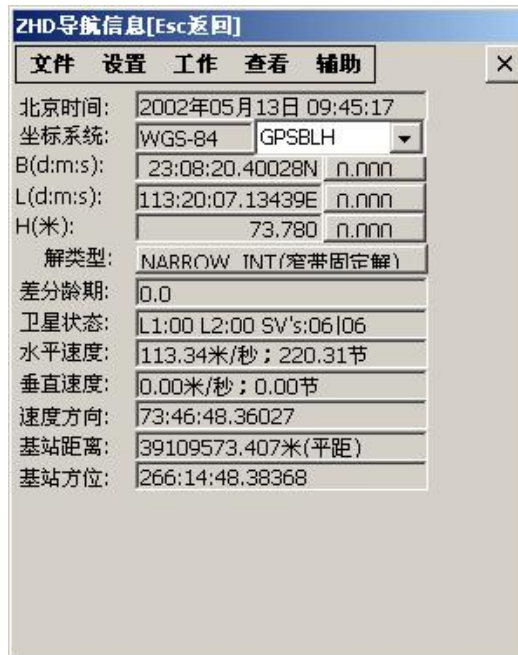 ZHD导航信息[Esc返回]
文件 设置 工作 查看 辅助 ×
北京时间: 2002年05月13日 09:45:17
坐标系统: WGS-84 GPSBLH
B(d:m:s): 23:08:20.40028N n.nnn
L(d:m:s): 113:20:07.13439E n.nnn
H(米): 73.780 n.nnn
解类型: NARROW_INT(窄带固定解)
差分龄期: 0.0
卫星状态: L1:00 L2:00 SV's:06|06
水平速度: 113.34米/秒；220.31节
垂直速度: 0.00米/秒；0.00节
速度方向: 73:46:48.36027
基站距离: 39109573.407米(平距)
基站方位: 266:14:48.38368